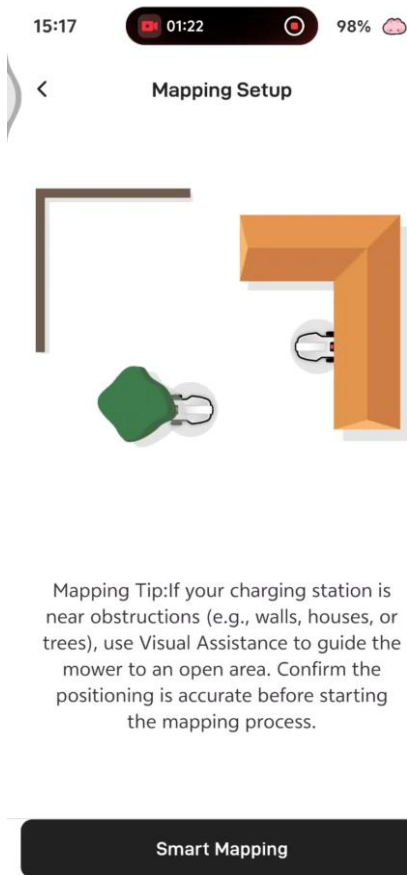 15:17 01:22 98%
Mapping Setup
Mapping Tip:If your charging station is
near obstructions (e.g., walls, houses, or
trees), use Visual Assistance to guide the
mower to an open area. Confirm the
positioning is accurate before starting
the mapping process.
Smart Mapping